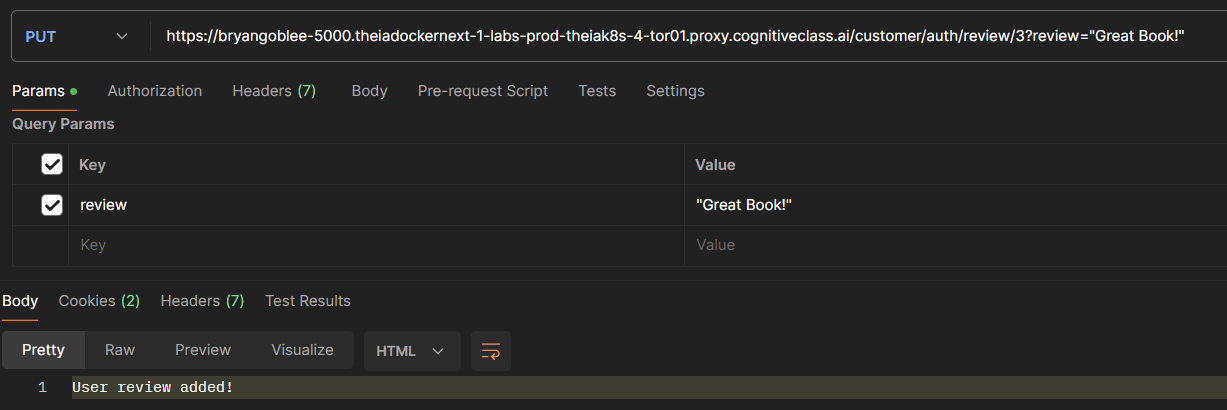 PUT https://bryangoblee-5000.theiadockernext-1-labs-prod-theiak8s-4-tor01.proxy.cognitiveclass.ai/customer/auth/review/3?review="Great Book!"
Params Authorization Headers (7) Body Pre-request Script Tests Settings
Query Params
Key Value
review "Great Book!"
Key Value
Body Cookies (2) Headers (7) Test Results
Pretty Raw Preview Visualize HTML
1 User review added!